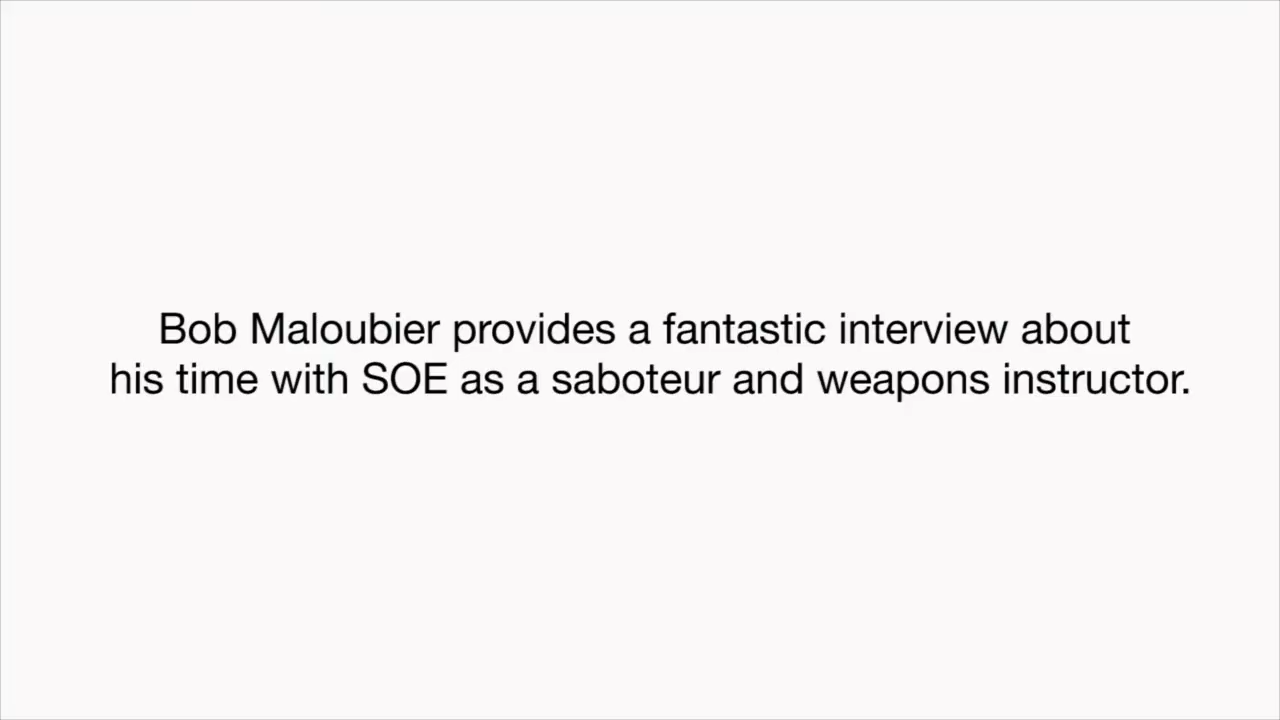 Bob Maloubier provides a fantastic interview about
his time with SOE as a saboteur and weapons instructor.